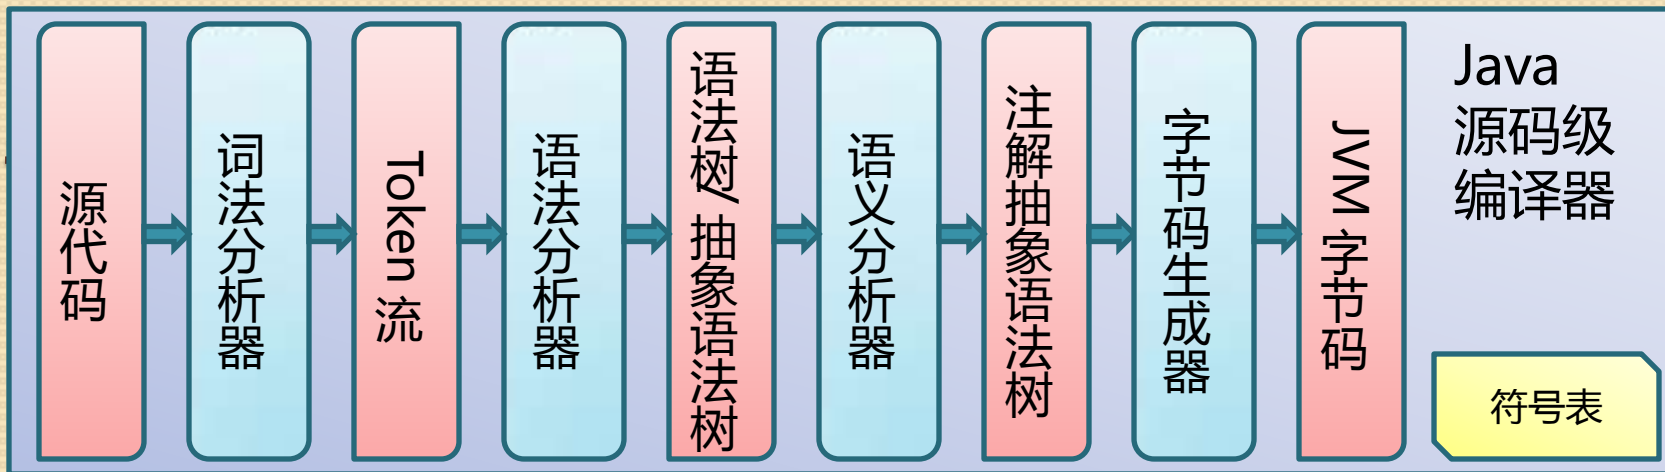 源代码
词法分析器
Token 流
语法分析器
语法树/ 抽象语法树
语义分析器
注解抽象语法树
字节码生成器
JVM 字节码
Java
源码级
编译器
符号表